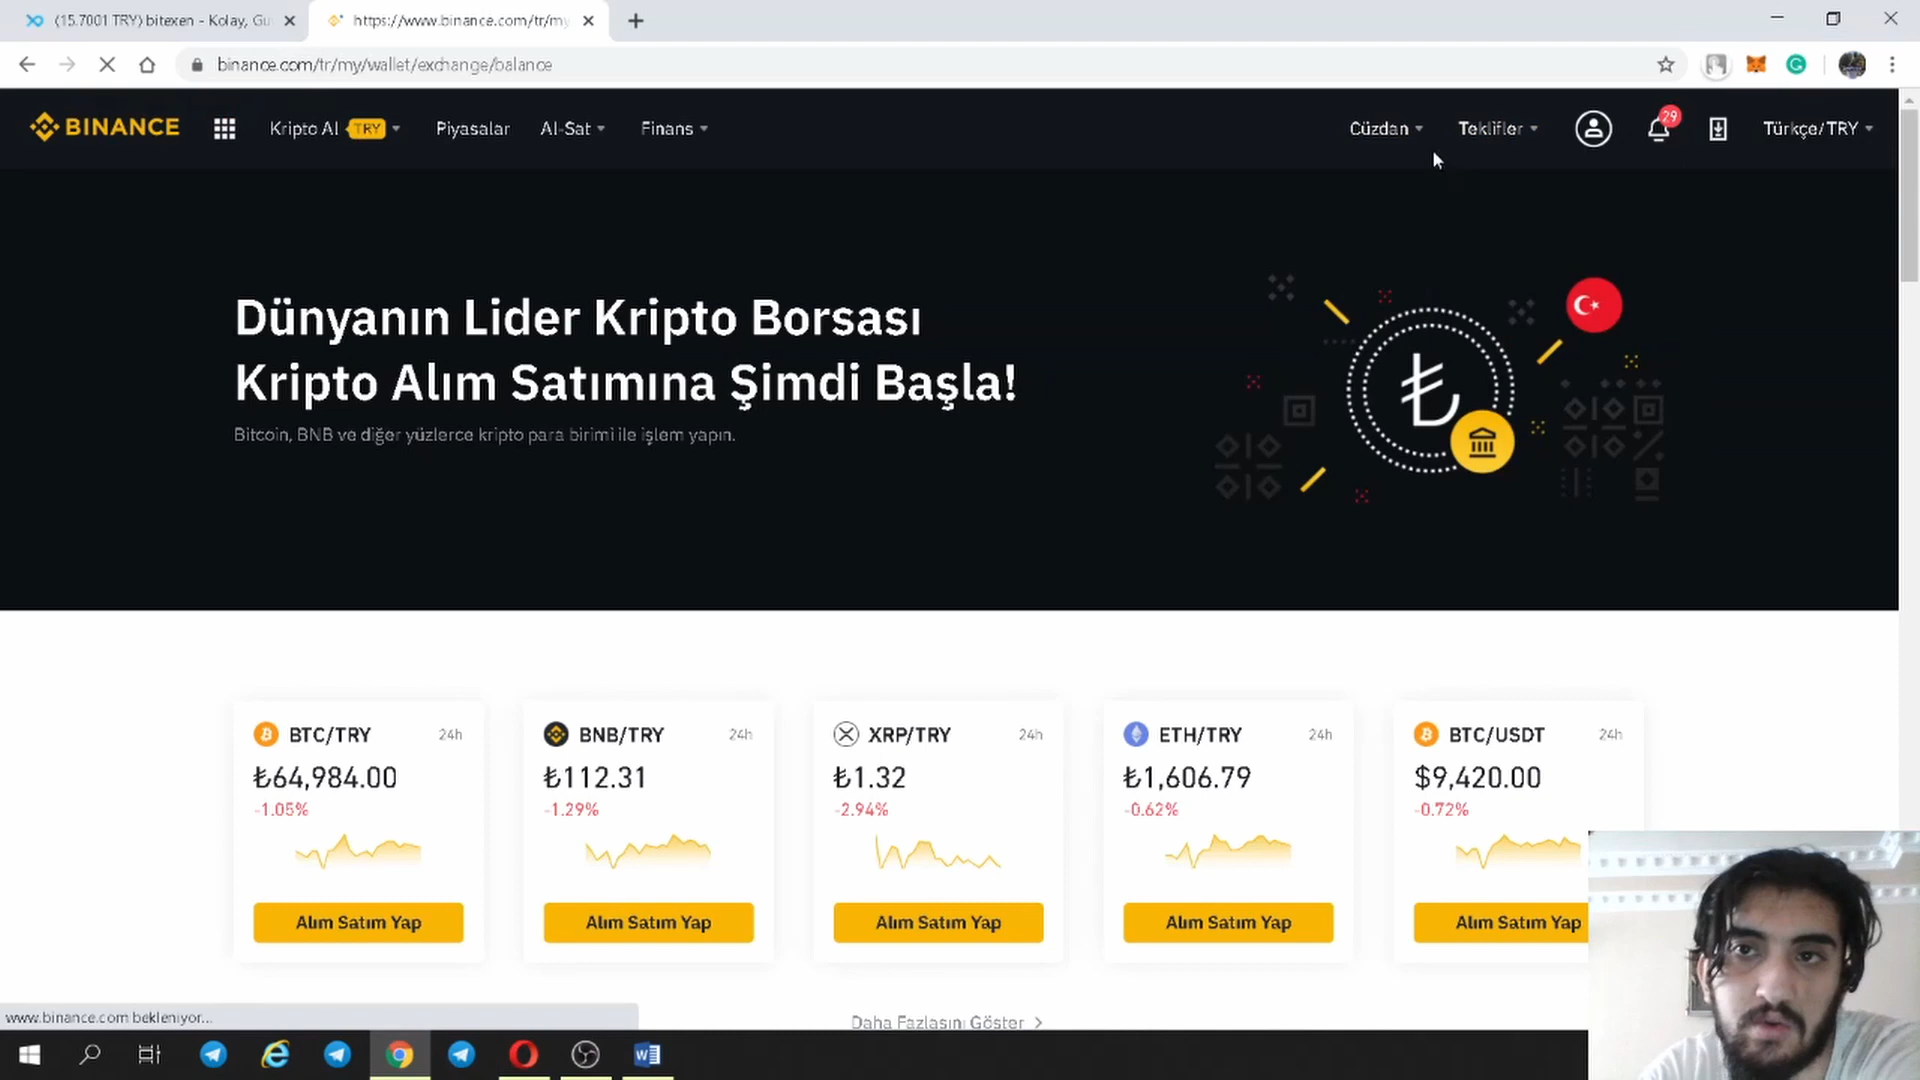 (15.7001 TRY) bitexen - Kolay, Gü
https://www.binance.com/tr/my
binance.com/tr/my/wallet/exchange/balance
BINANCE
Kripto Al TRY
Piyasalar
Al-Sat
Finans
Cüzdan
Teklifler
29
Türkçe/TRY
Dünyanın Lider Kripto Borsası
Kripto Alım Satımına Şimdi Başla!
Bitcoin, BNB ve diğer yüzlerce kripto para birimi ile işlem yapın.
BTC/TRY 24h
₺64,984.00
-1.05%
Alım Satım Yap
BNB/TRY 24h
₺112.31
-1.29%
Alım Satım Yap
XRP/TRY 24h
₺1.32
-2.94%
Alım Satım Yap
ETH/TRY 24h
₺1,606.79
-0.62%
Alım Satım Yap
BTC/USDT 24h
$9,420.00
-0.72%
Alım Satım Yap
Daha Fazlasını Göster
www.binance.com bekleniyor...